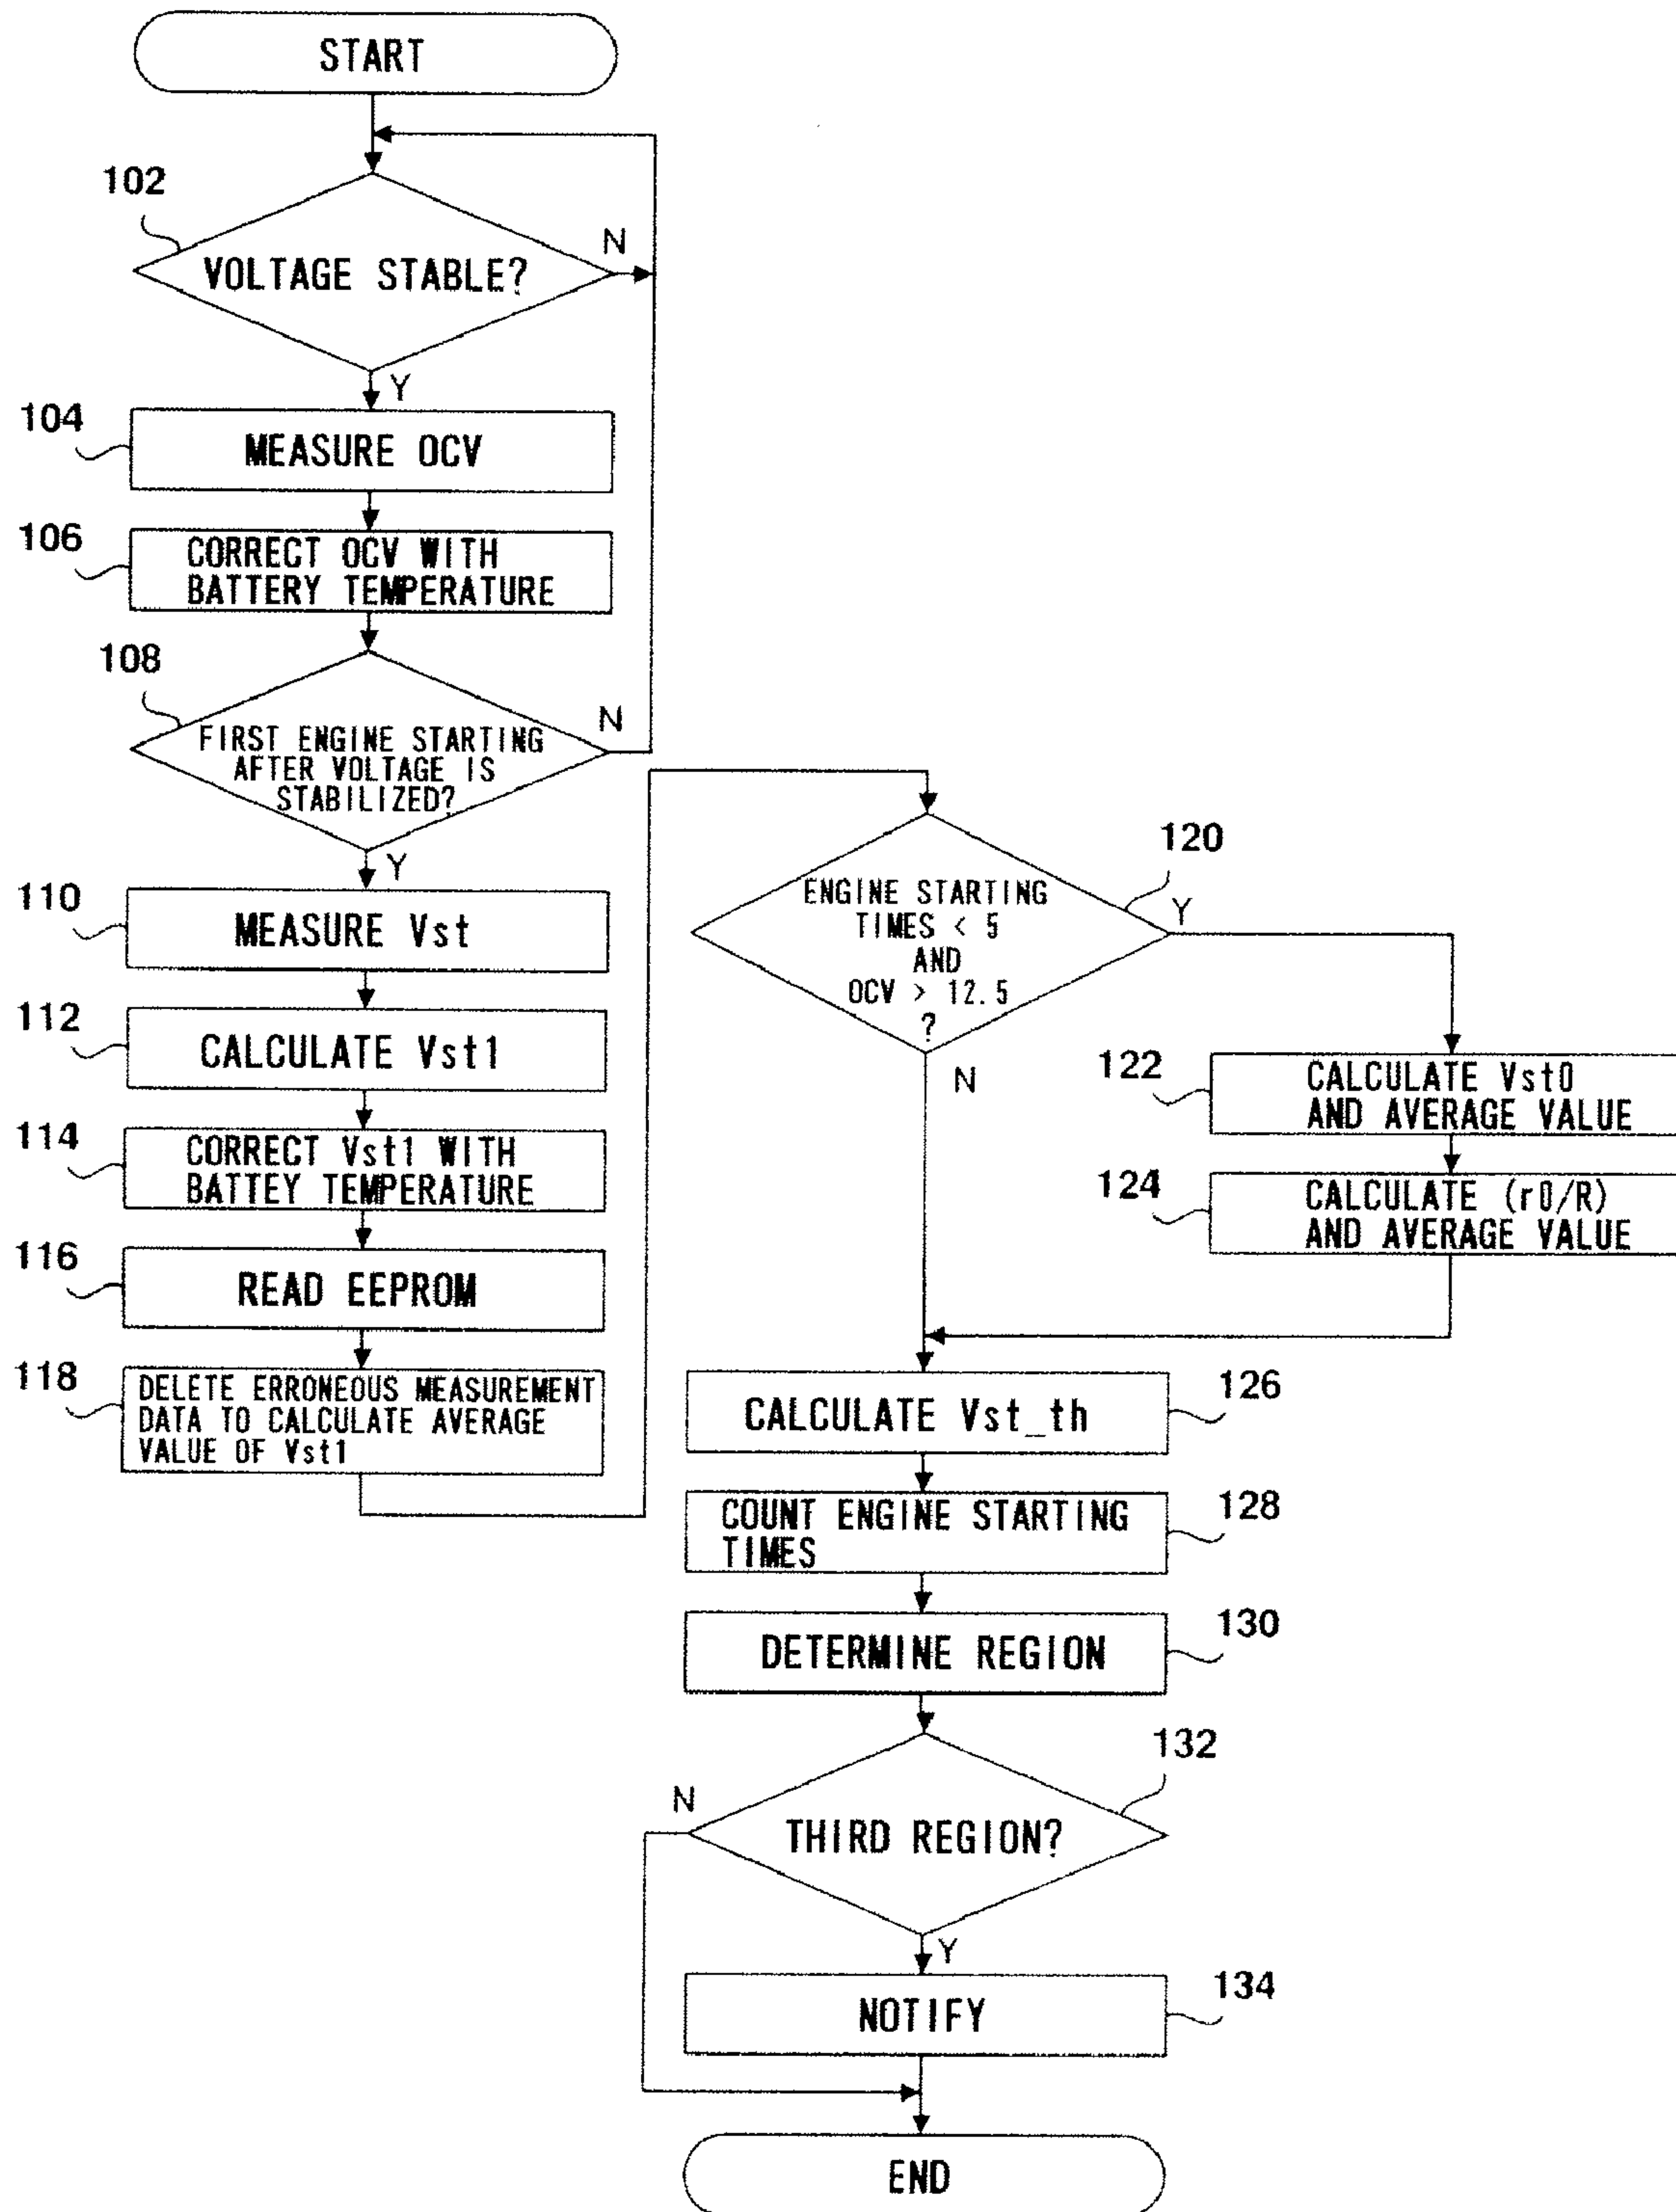 START
102
VOLTAGE STABLE?
N
Y
104
MEASURE OCV
106
CORRECT OCV WITH
BATTERY TEMPERATURE
108
FIRST ENGINE STARTING
AFTER VOLTAGE IS
STABILIZED?
N
Y
110
MEASURE Vst
112
CALCULATE Vst1
114
CORRECT Vst1 WITH
BATTEY TEMPERATURE
116
READ EEPROM
118
DELETE ERRONEOUS MEASUREMENT
DATA TO CALCULATE AVERAGE
VALUE OF Vst1
120
ENGINE STARTING
TIMES < 5
AND
OCV > 12.5
?
Y
N
122
CALCULATE Vst0
AND AVERAGE VALUE
124
CALCULATE (r0/R)
AND AVERAGE VALUE
126
CALCULATE Vst_th
128
COUNT ENGINE STARTING
TIMES
130
DETERMINE REGION
132
THIRD REGION?
N
Y
134
NOTIFY
END